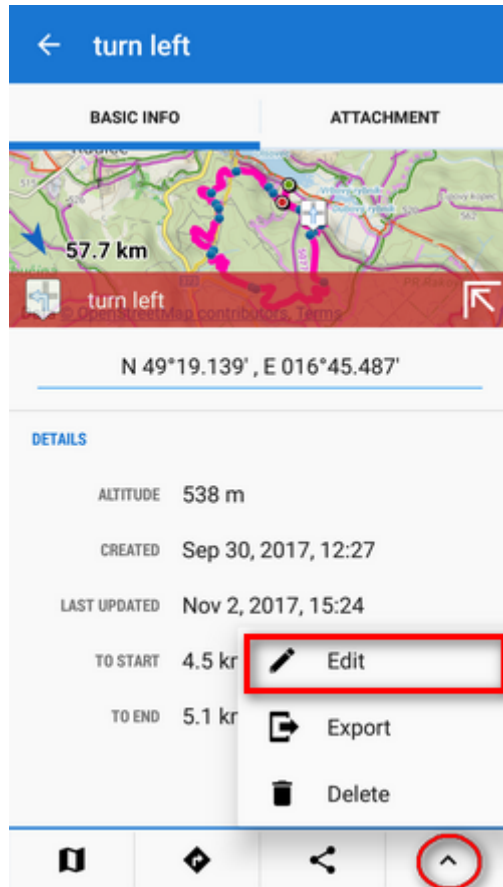 turn left
BASIC INFO ATTACHMENT
57.7 km
turn left
OpenStreetMap contributors, Terms
N 49°19.139' , E 016°45.487'
DETAILS
ALTITUDE 538 m
CREATED Sep 30, 2017, 12:27
LAST UPDATED Nov 2, 2017, 15:24
TO START 4.5 
TO END 5.1 
Edit
Export
Delete